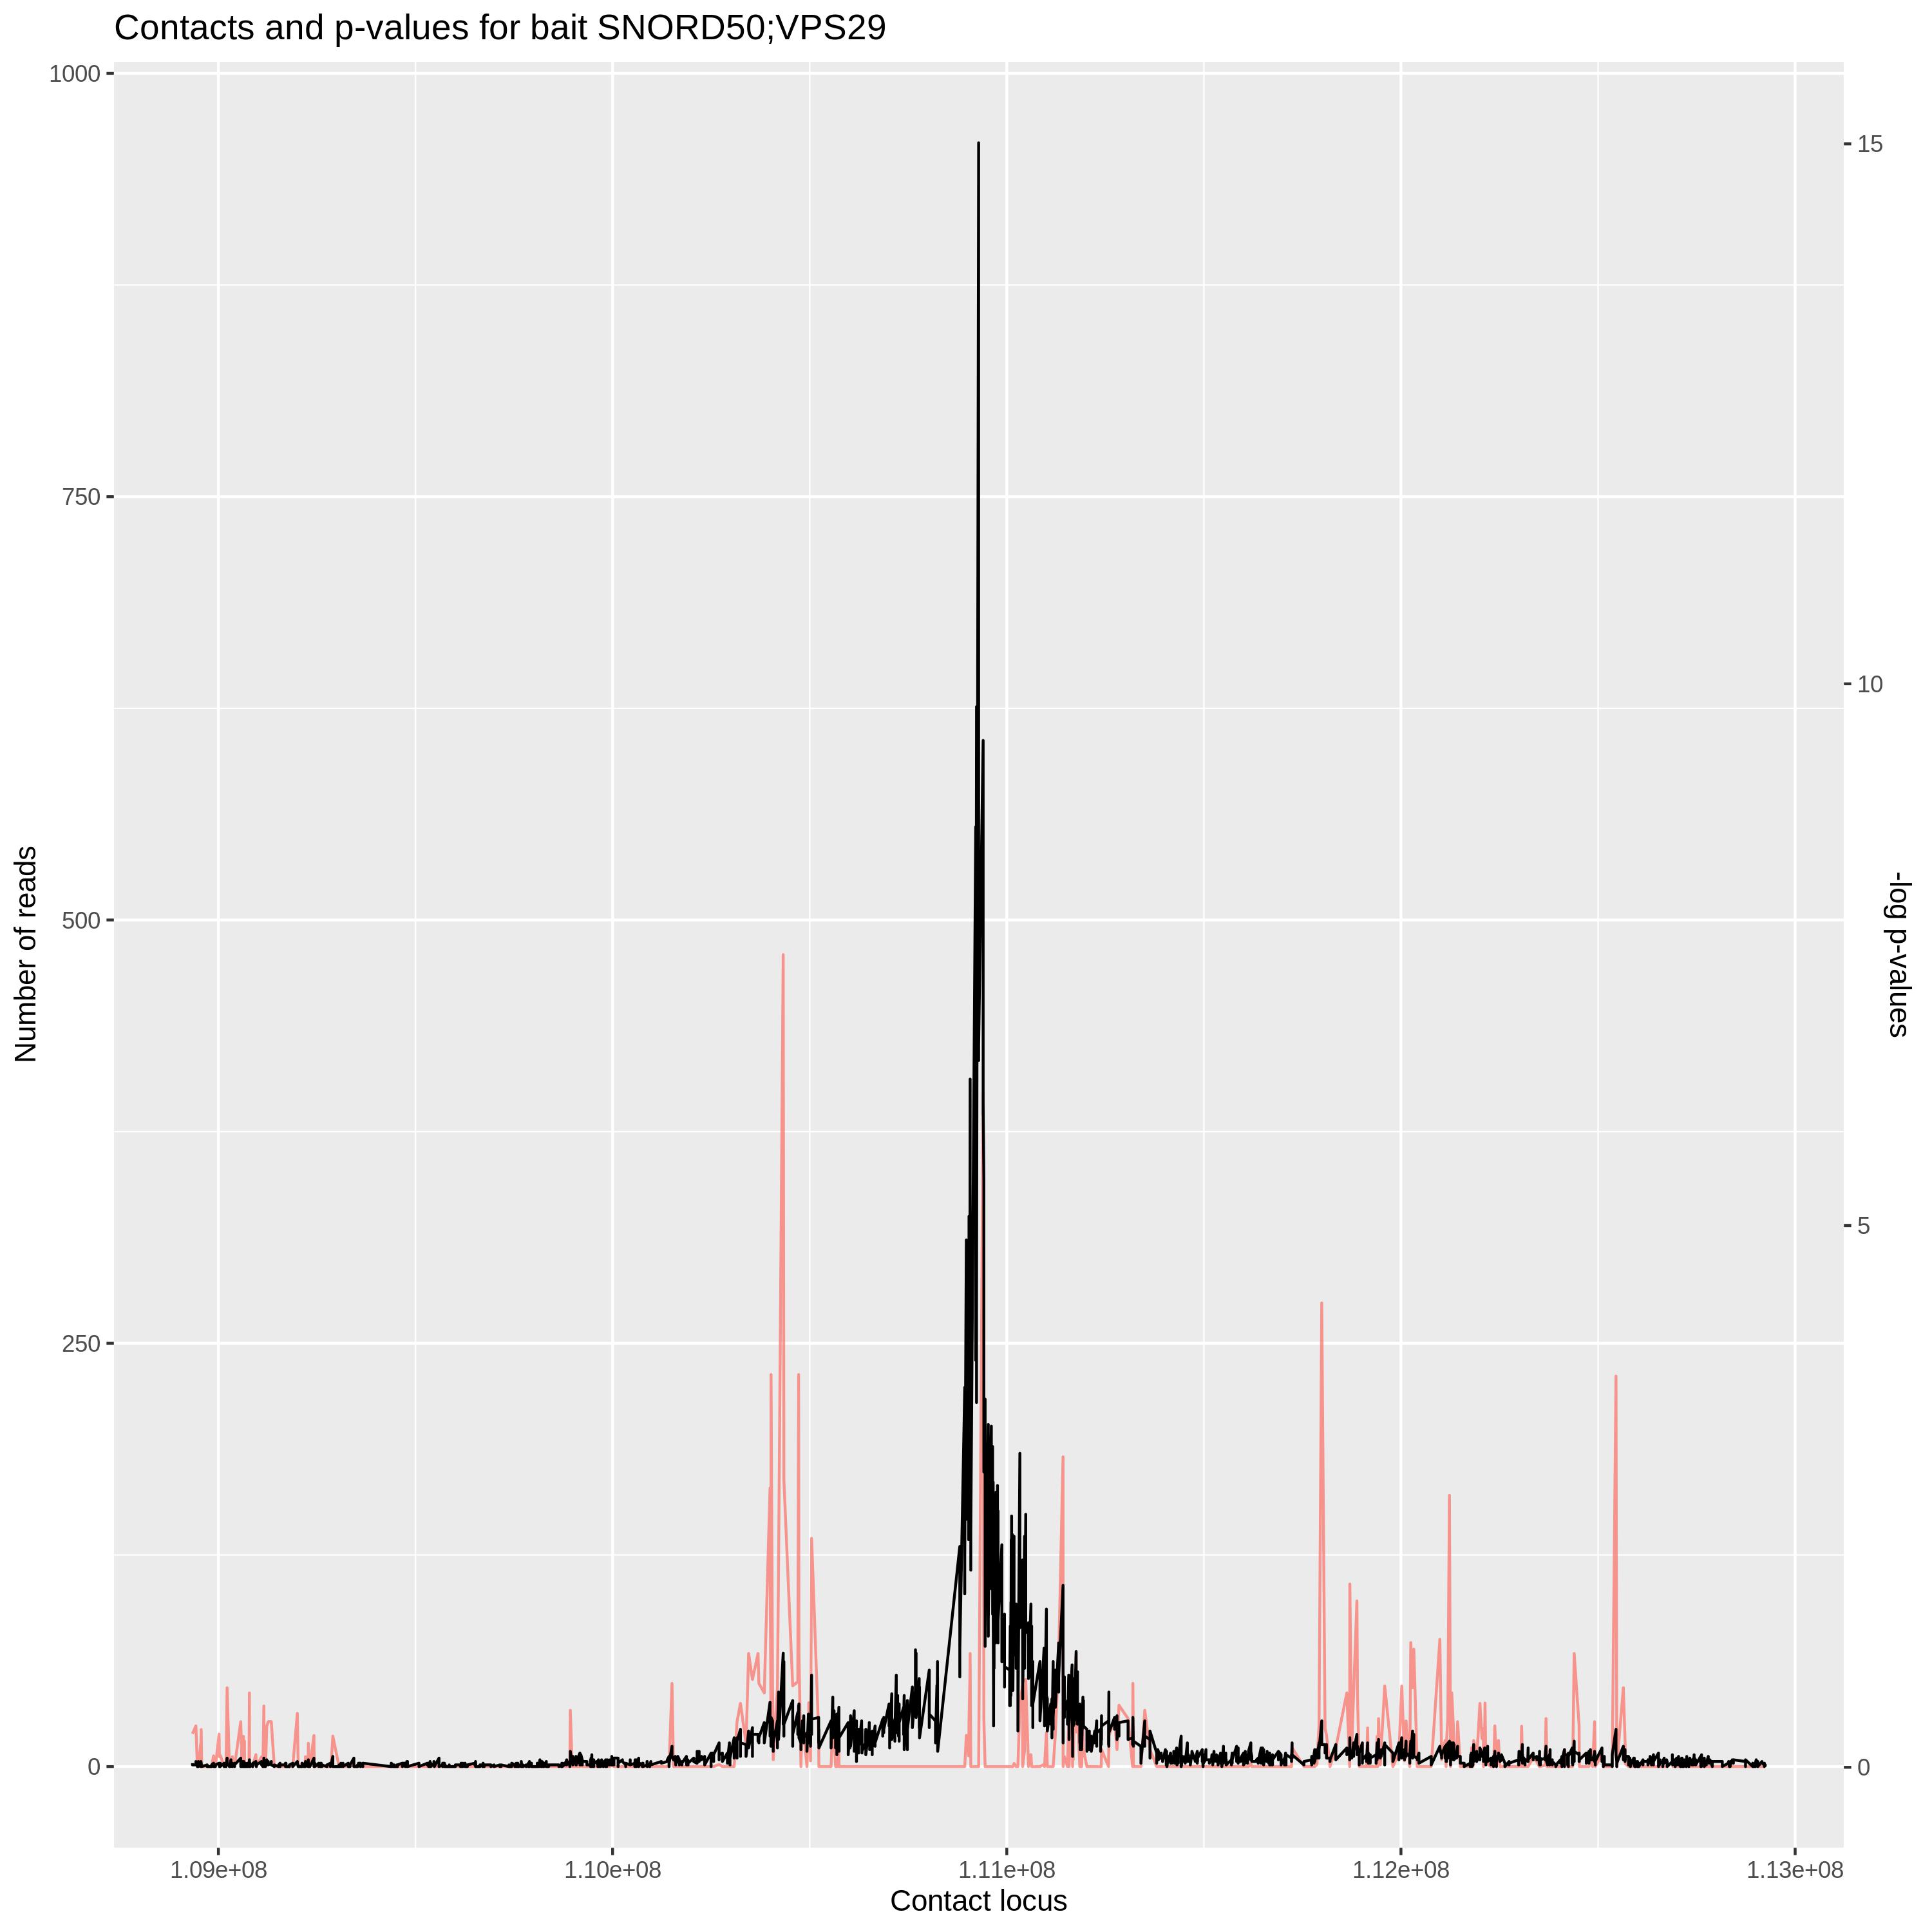 Contacts and p-values for bait SNORD50;VPS29
1000
750
500
250
0
Number of reads
15
10
5
0
-log p-values
1.09e+08 1.10e+08 1.11e+08 1.12e+08 1.13e+08
Contact locus